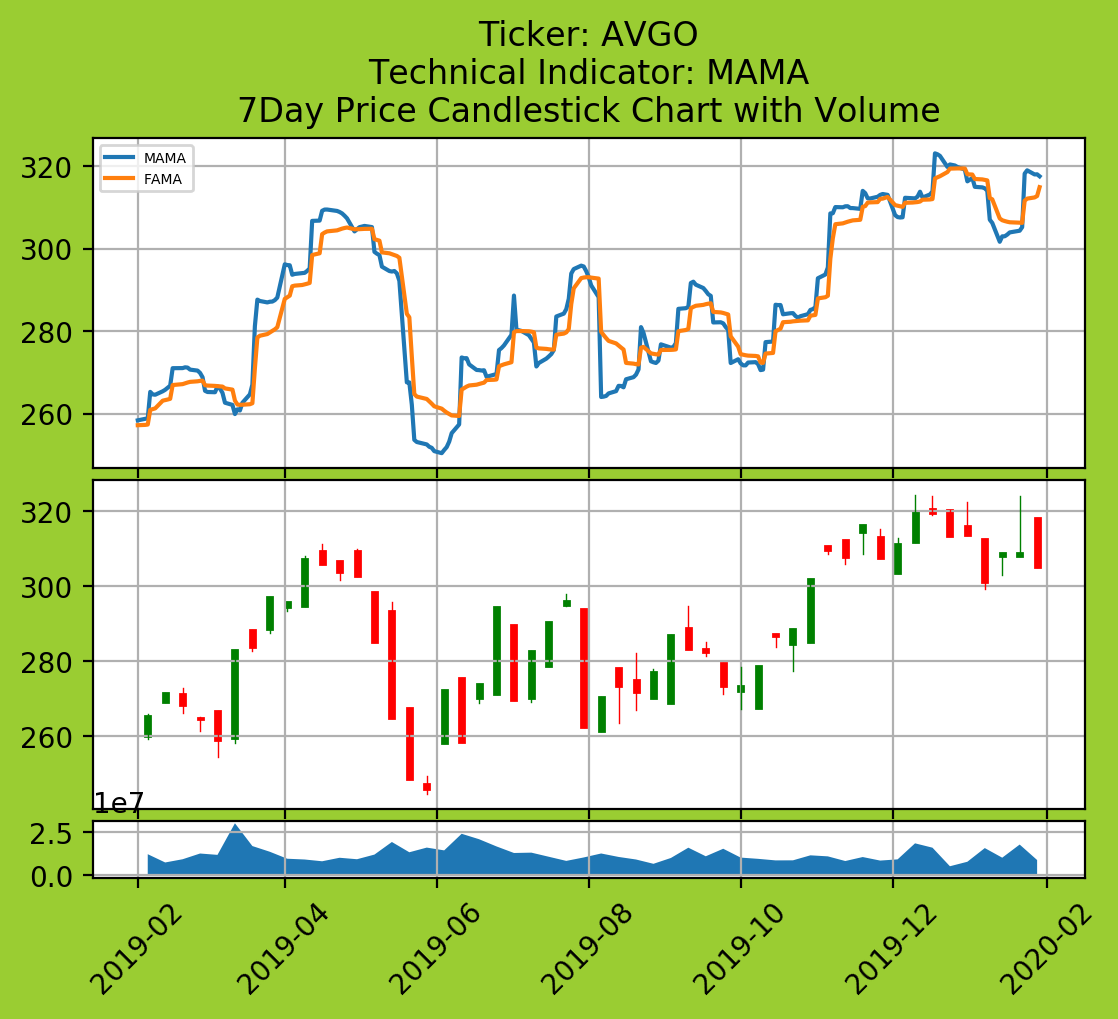 Ticker: AVGO
Technical Indicator: MAMA
7Day Price Candlestick Chart with Volume
MAMA
FAMA
320
300
280
260
320
300
280
260
1e7
2.5
0.0
2019-02
2019-04
2019-06
2019-08
2019-10
2019-12
2020-02